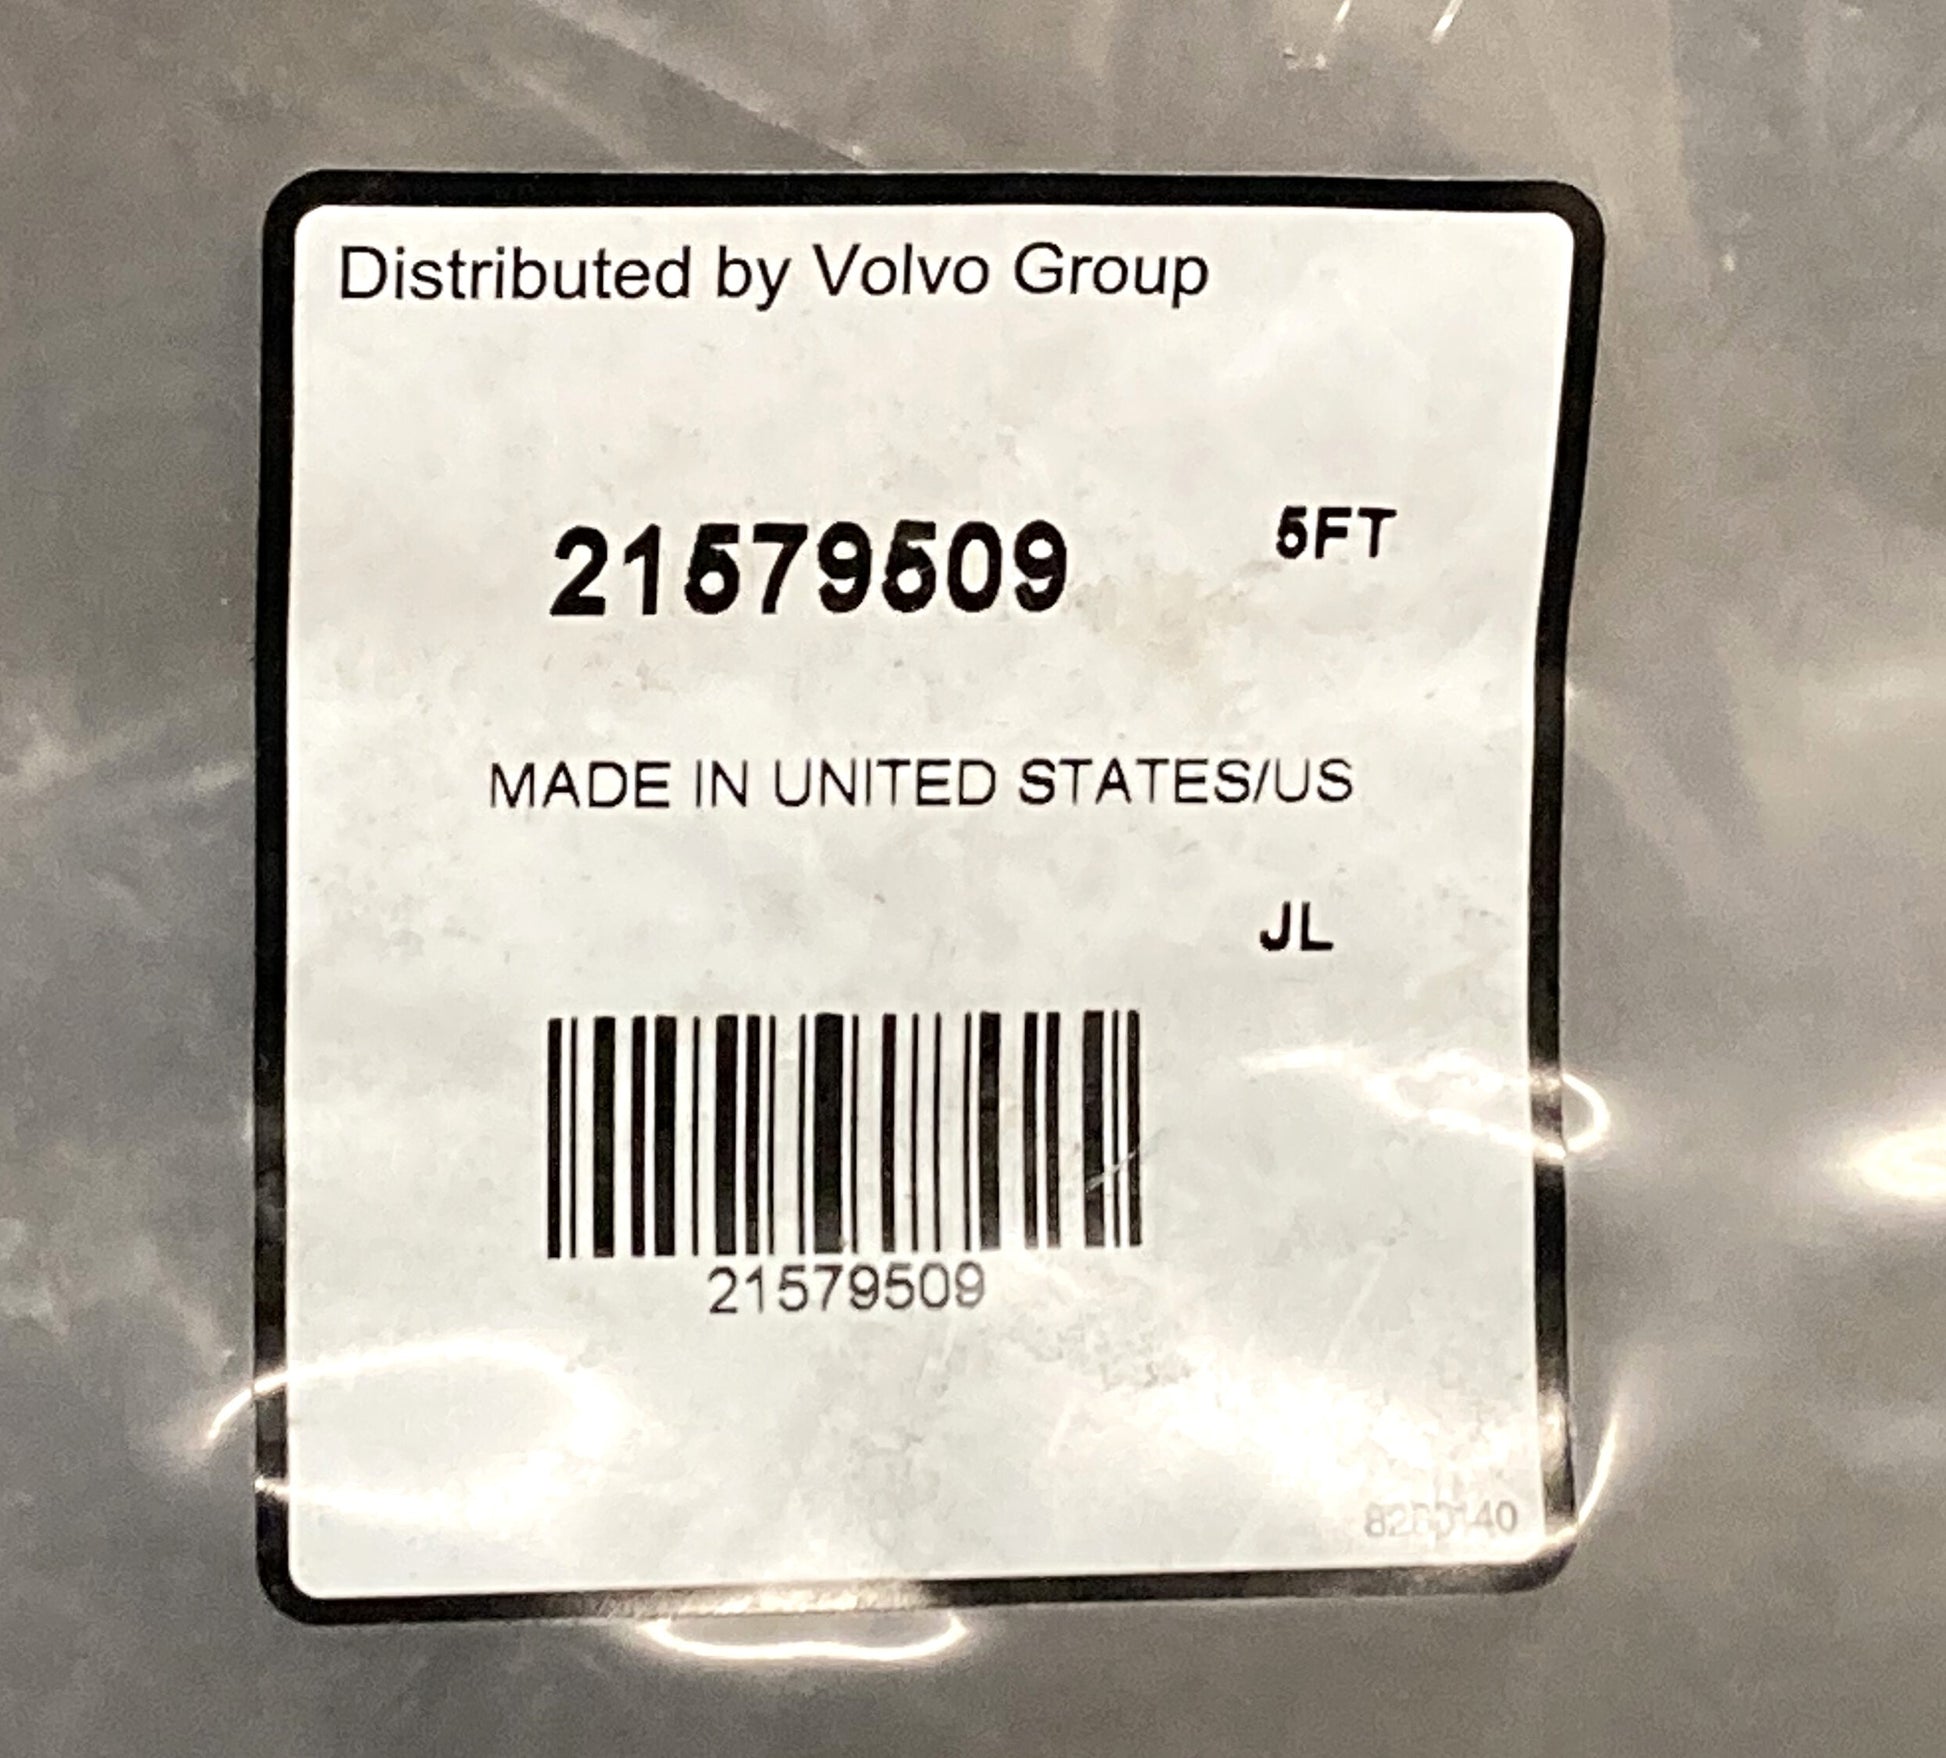 Distributed by Volvo Group
21579509
5FT
MADE IN UNITED STATES/US
JL
21579509